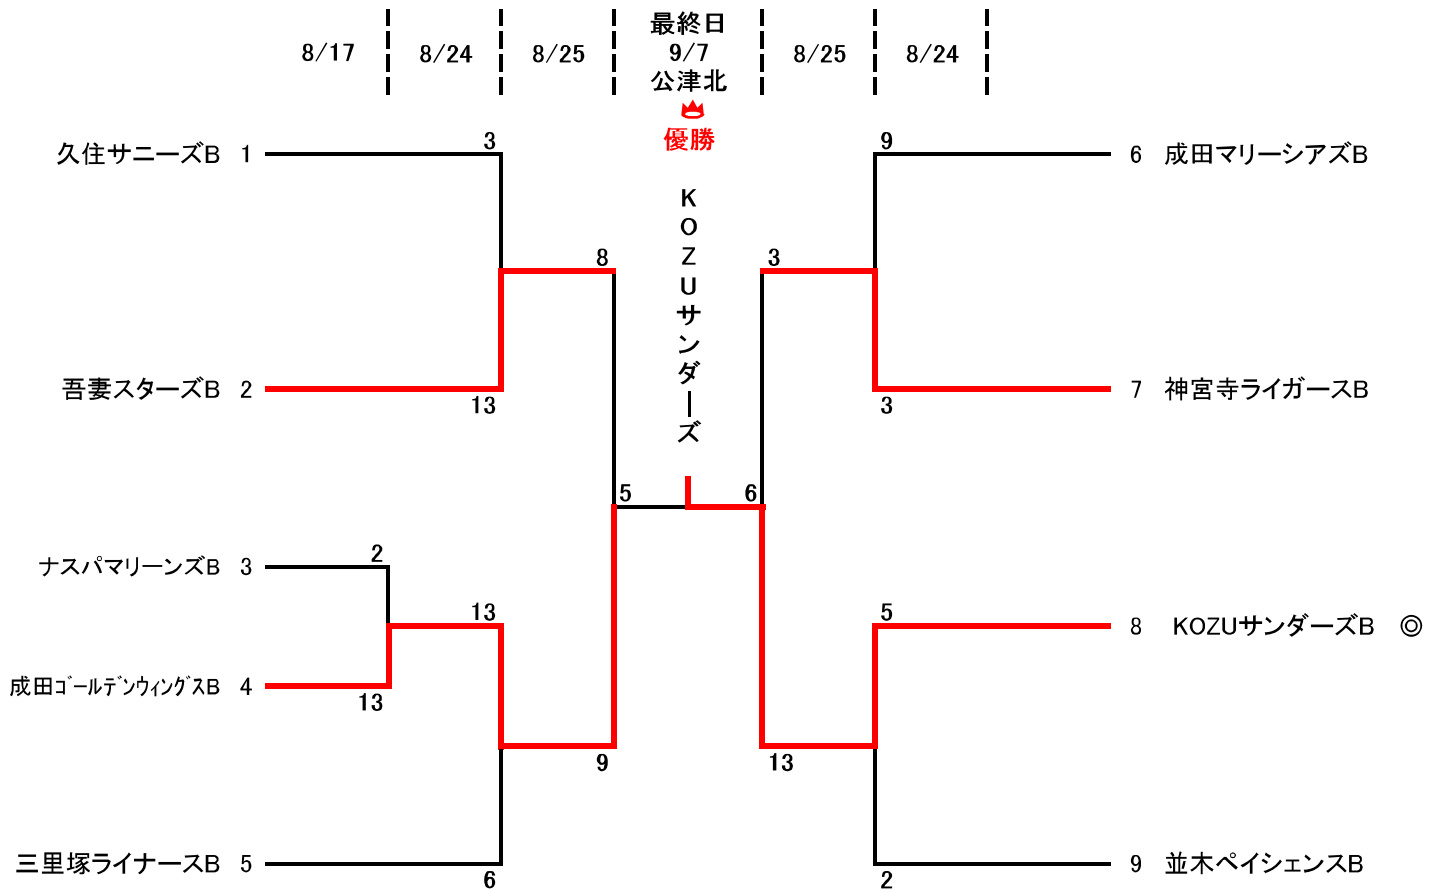 8/17
8/24
8/25
最終日
9/7
公津北
8/25
8/24
優勝
KOZUサンダーズ
久住サニーズB 1
3
9
6 成田マリーシアズB
8
3
吾妻スターズB 2
13
3
7 神宮寺ライガースB
5
6
ナスパマリーンズB 3
2
13
5
8 KOZUサンダーズB ◎
成田ｺﾞｰﾙﾃﾞﾝｳｨﾝｸﾞｽB 4
13
9
13
三里塚ライナースB 5
6
2
9 並木ペイシェンスB